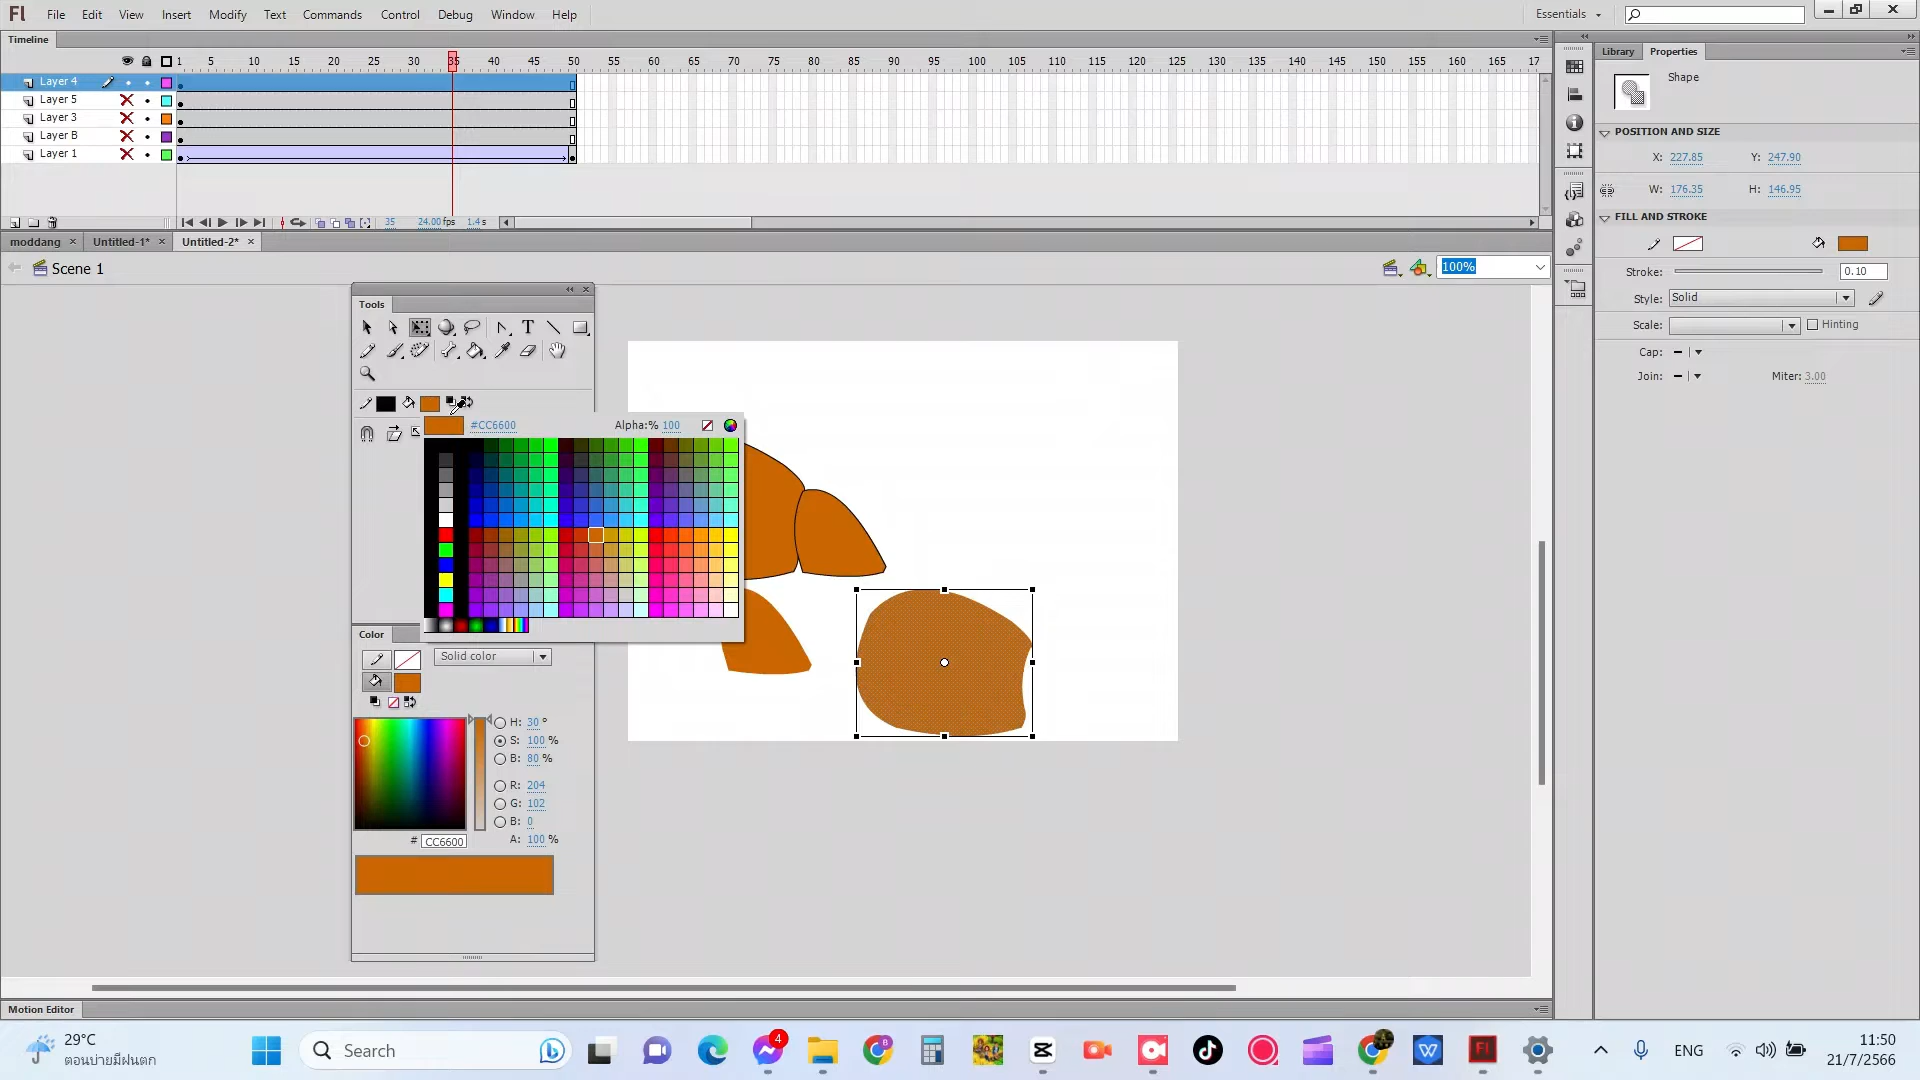 Fl File Edit View Insert Modify Text Commands Control Debug Window Help Essentials
Timeline
1 5 10 15 20 25 30 35 40 45 50 55 60 65 70 75 80 85 90 95 100 105 110 115 120 125 130 135 140 145 150 155 160 165 17
Layer 4
Layer 5
Layer 3
Layer B
Layer 1
35 24.00 fps 1.4 s
moddang Untitled-1* Untitled-2*
Scene 1
100%
Tools
T
#CC6600 Alpha:% 100
Color
Solid color
H: 30 °
S: 100 %
B: 80 %
R: 204
G: 102
B: 0
# CC6600 A: 100 %
Library Properties
Shape
POSITION AND SIZE
X: 227.85 Y: 247.90
W: 176.35 H: 146.95
FILL AND STROKE
Stroke: 0.10
Style: Solid
Scale: Hinting
Cap:
Join: Miter: 3.00
Motion Editor
29°C
ตอนบ่ายมีฝนตก
Search
4
B
W
Fl
ENG
11:50
21/7/2566